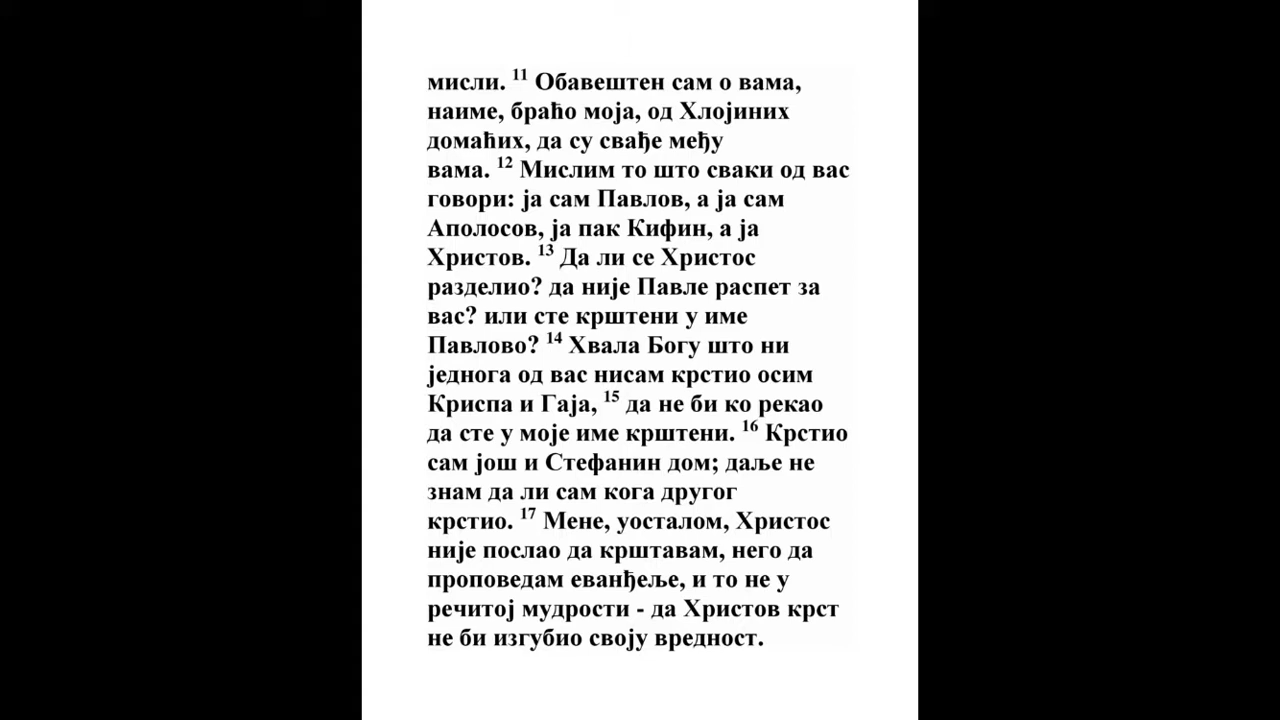 мисли. 11 Обавештен сам о вама,
наиме, браћо моја, од Хлојиних
домаћих, да су свађе међу
вама. 12 Мислим то што сваки од вас
говори: ја сам Павлов, а ја сам
Аполосов, ја пак Кифин, а ја
Христов. 13 Да ли се Христос
разделио? да није Павле распет за
вас? или сте крштени у име
Павлово? 14 Хвала Богу што ни
једнога од вас нисам крстио осим
Криспа и Гаја, 15 да не би ко рекао
да сте у моје име крштени. 16 Крстио
сам још и Стефанин дом; даље не
знам да ли сам кога другог
крстио. 17 Мене, уосталом, Христос
није послао да крштавам, него да
проповедам еванђеље, и то не у
речитој мудрости - да Христов крст
не би изгубио своју вредност.